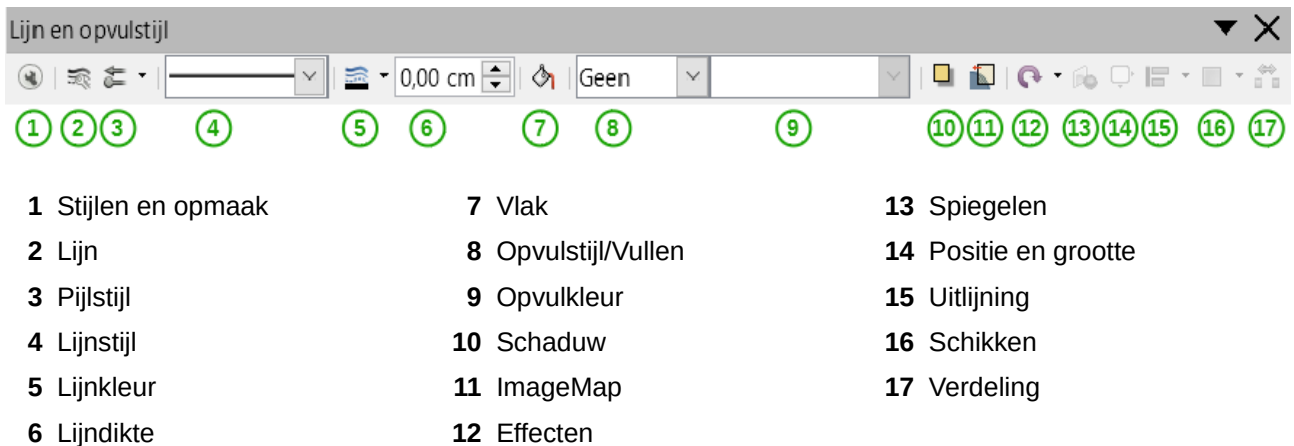 Lijn en opvulstijl
0,00 cm Geen
1 2 3 4 5 6 7 8 9 10 11 12 13 14 15 16 17
1 Stijlen en opmaak
2 Lijn
3 Pijlstijl
4 Lijnstijl
5 Lijnkleur
6 Lijndikte
7 Vlak
8 Opvulstijl/Vullen
9 Opvulkleur
10 Schaduw
11 ImageMap
12 Effecten
13 Spiegelen
14 Positie en grootte
15 Uitlijning
16 Schikken
17 Verdeling